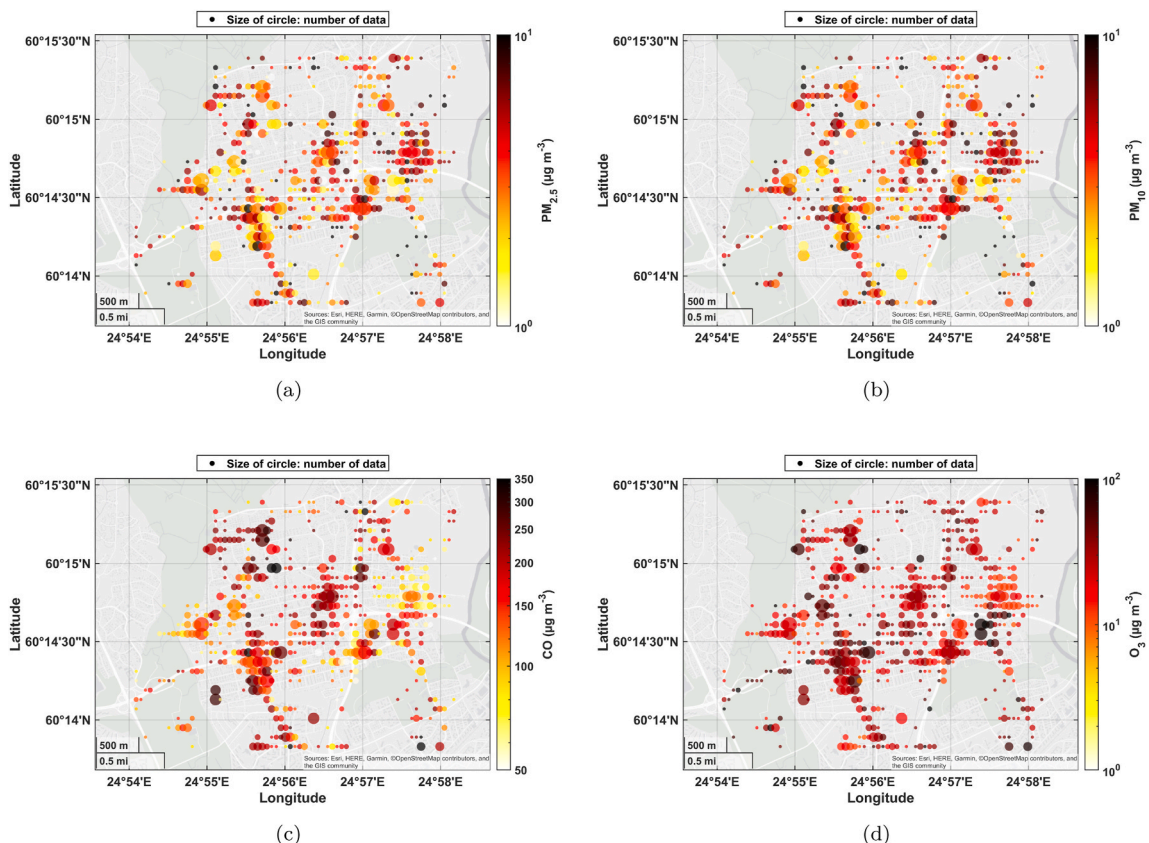 Size of circle: number of data
60°15'30"N
60°15'N
60°14'30"N
60°14'N
Latitude
500 m
0.5 mi
Sources: Esri, HERE, Garmin, ©OpenStreetMap contributors, and
the GIS community
24°54'E 24°55'E 24°56'E 24°57'E 24°58'E
Longitude
10¹
PM₂.₅ (µg m⁻³)
10⁰
(a)
Size of circle: number of data
60°15'30"N
60°15'N
60°14'30"N
60°14'N
Latitude
500 m
0.5 mi
Sources: Esri, HERE, Garmin, ©OpenStreetMap contributors, and
the GIS community
24°54'E 24°55'E 24°56'E 24°57'E 24°58'E
Longitude
10¹
PM₁₀ (µg m⁻³)
10⁰
(b)
Size of circle: number of data
60°15'30"N
60°15'N
60°14'30"N
60°14'N
Latitude
500 m
0.5 mi
Sources: Esri, HERE, Garmin, ©OpenStreetMap contributors, and
the GIS community
24°54'E 24°55'E 24°56'E 24°57'E 24°58'E
Longitude
350
300
250
200
150
100
80
60
50
CO (µg m⁻³)
(c)
Size of circle: number of data
60°15'30"N
60°15'N
60°14'30"N
60°14'N
Latitude
500 m
0.5 mi
Sources: Esri, HERE, Garmin, ©OpenStreetMap contributors, and
the GIS community
24°54'E 24°55'E 24°56'E 24°57'E 24°58'E
Longitude
10²
10¹
10⁰
O₃ (µg m⁻³)
(d)